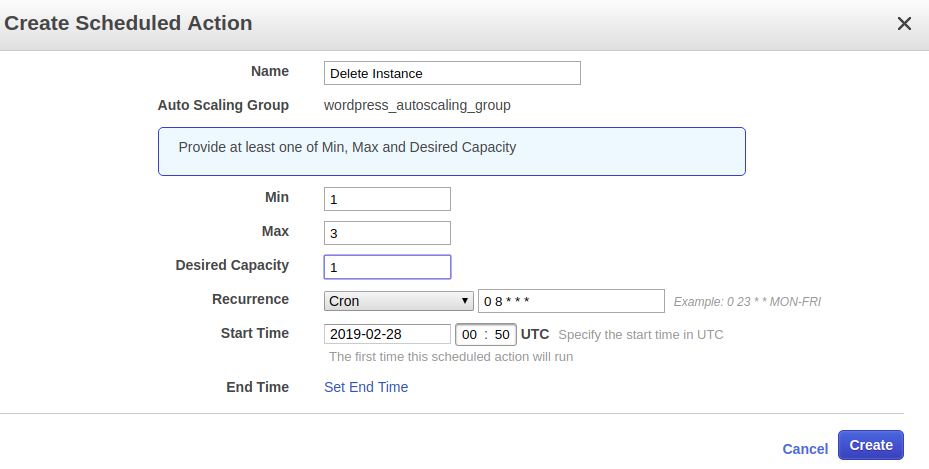 Create Scheduled Action ×
Name Delete Instance
Auto Scaling Group wordpress_autoscaling_group
Provide at least one of Min, Max and Desired Capacity
Min 1
Max 3
Desired Capacity 1
Recurrence Cron ▼ 0 8 * * * Example: 0 23 * * MON-FRI
Start Time 2019-02-28 00 : 50 UTC Specify the start time in UTC
The first time this scheduled action will run
End Time Set End Time
Cancel Create